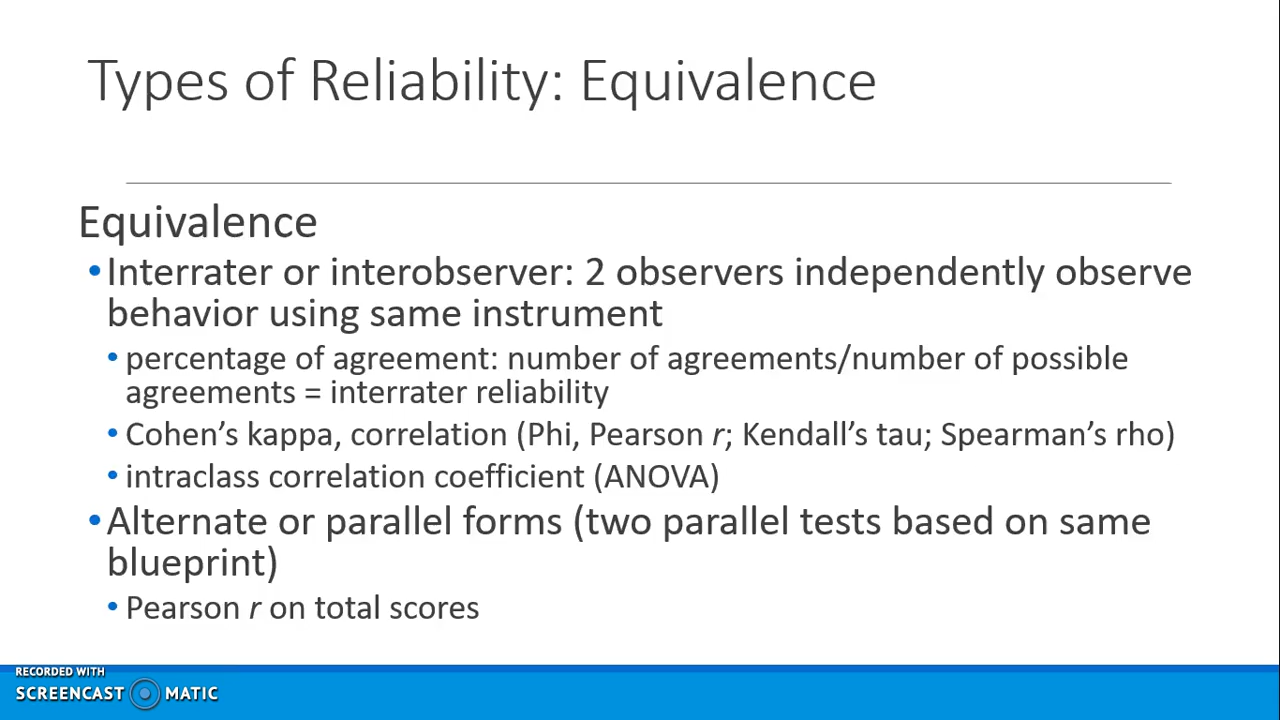 Types of Reliability: Equivalence
Equivalence
•Interrater or interobserver: 2 observers independently observe
behavior using same instrument
• percentage of agreement: number of agreements/number of possible
agreements = interrater reliability
• Cohen’s kappa, correlation (Phi, Pearson r; Kendall’s tau; Spearman’s rho)
• intraclass correlation coefficient (ANOVA)
•Alternate or parallel forms (two parallel tests based on same
blueprint)
• Pearson r on total scores
RECORDED WITH
SCREENCAST MATIC